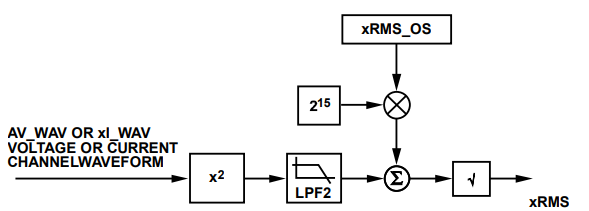 xRMS_OS
2¹⁵
AV_WAV OR xI_WAV
VOLTAGE OR CURRENT
CHANNELWAVEFORM
x²
LPF2
Σ
√
xRMS